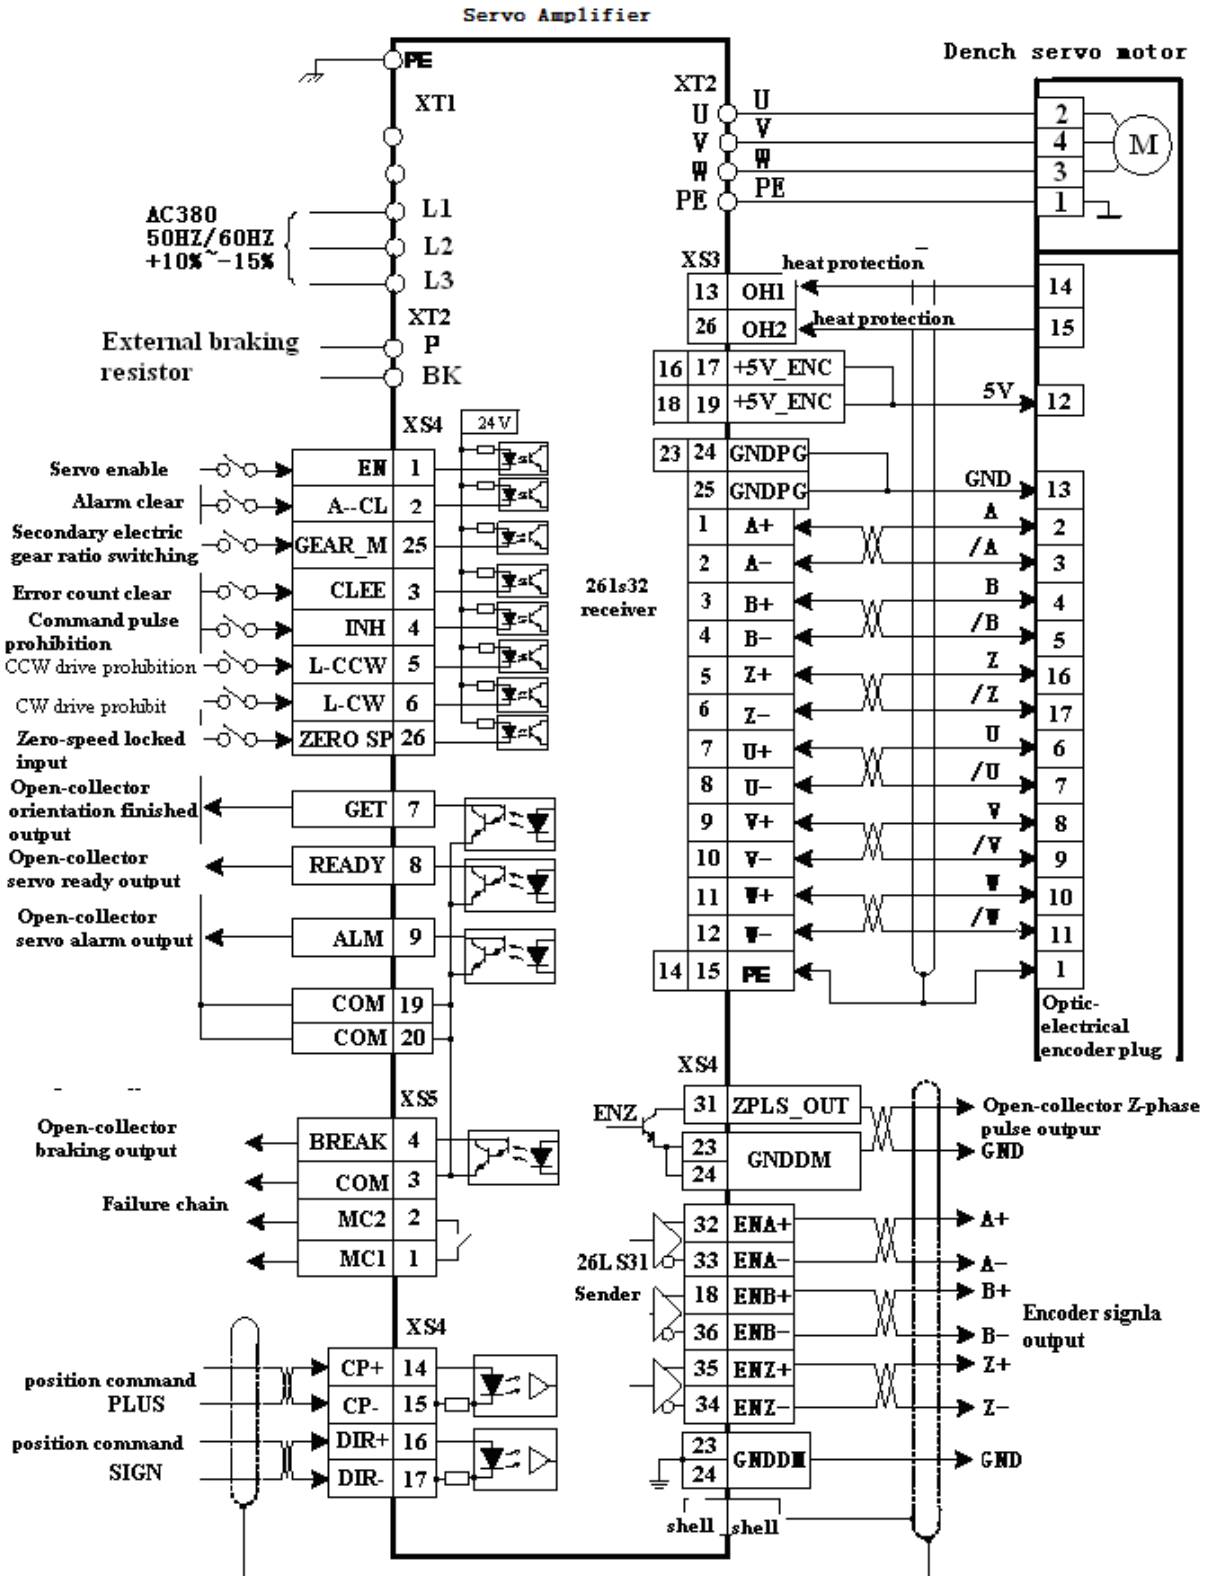 Servo Amplifier
Dench servo motor
PE
XT1
XT2
U
U
V
V
W
W
PE
PE
2
4
3
1
M
AC380
50HZ/60HZ
+10%~-15%
L1
L2
L3
XT2
External braking
resistor
P
BK
XS3
heat protection
13 OH1
14
heat protection
26 OH2
15
16 17 +5V_ENC
18 19 +5V_ENC
5V
12
XS4
24V
Servo enable
EN 1
Alarm clear
A--CL 2
Secondary electric
gear ratio switching
GEAR_M 25
Error count clear
CLEE 3
Command pulse
prohibition
INH 4
CCW drive prohibition
L-CCW 5
CW drive prohibit
L-CW 6
Zero-speed locked
input
ZERO SP 26
Open-collector
orientation finished
output
GET 7
Open-collector
servo ready output
READY 8
Open-collector
servo alarm output
ALM 9
COM 19
COM 20
23 24 GNDPG
25 GNDPG
GND
13
26ls32
receiver
1 A+ A 2
2 A- /A 3
3 B+ B 4
4 B- /B 5
5 Z+ Z 16
6 Z- /Z 17
7 U+ U 6
8 U- /U 7
9 V+ V 8
10 V- /V 9
11 W+ W 10
12 W- /W 11
14 15 PE 1
Optic-
electrical
encoder plug
XS5
Open-collector
braking output
BREAK 4
COM 3
Failure chain
MC2 2
MC1 1
XS4
position command
PLUS
CP+ 14
CP- 15
position command
SIGN
DIR+ 16
DIR- 17
XS4
ENZ
31 ZPLS_OUT
Open-collector Z-phase
pulse outpur
23
24
GNDDM
GND
26LS31
Sender
32 ENA+ A+
33 ENA- A-
18 ENB+ B+
36 ENB- B-
35 ENZ+ Z+
34 ENZ- Z-
Encoder signla
output
23
24
GNDDM
GND
shell shell